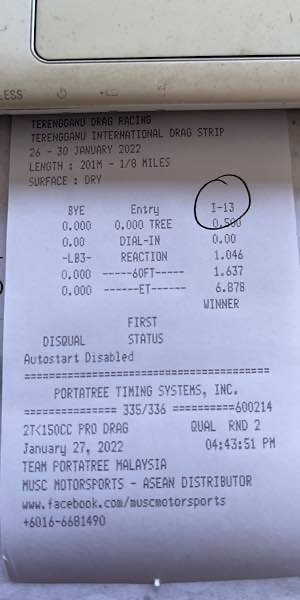 LESS
TERENGGANU DRAG RACING
TERENGGANU INTERNATIONAL DRAG STRIP
26 - 30 JANUARY 2022
LENGTH : 201M - 1/8 MILES
SURFACE : DRY
BYE Entry I-13
0.000 0.000 TREE 0.500
0.00 DIAL-IN 0.00
-LB3- REACTION 1.046
0.000 -----60FT----- 1.637
0.000 ------ET------ 6.878
WINNER
FIRST
DISQUAL STATUS
Autostart Disabled
========================================
PORTATREE TIMING SYSTEMS, INC.
=============== 335/336 ==========600214
2T<150CC PRO DRAG QUAL RND 2
January 27, 2022 04:43:51 PM
TEAM PORTATREE MALAYSIA
MUSC MOTORSPORTS - ASEAN DISTRIBUTOR
www.facebook.com/muscmotorsports
+6016-6681490